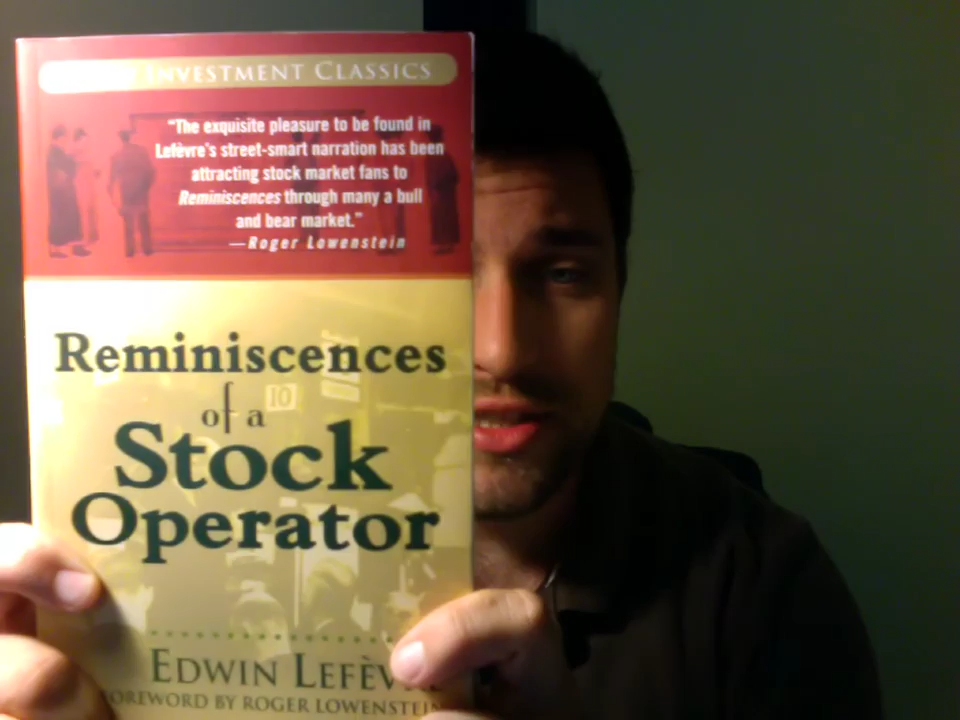 INVESTMENT CLASSICS
"The exquisite pleasure to be found in
Lefèvre's street-smart narration has been
attracting stock market fans to
Reminiscences through many a bull
and bear market."
—Roger Lowenstein
Reminiscences
10
of a
Stock
Operator
EDWIN LEFÈVRE
FOREWORD BY ROGER LOWENSTEIN